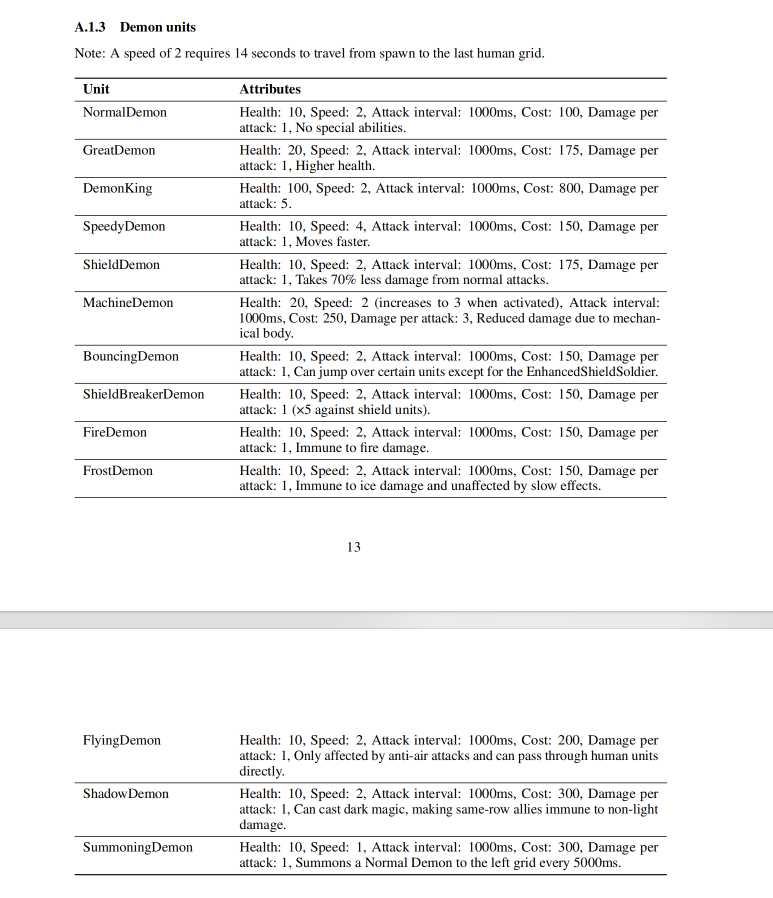 A.1.3 Demon units
Note: A speed of 2 requires 14 seconds to travel from spawn to the last human grid.
Unit Attributes
NormalDemon Health: 10, Speed: 2, Attack interval: 1000ms, Cost: 100, Damage per
attack: 1, No special abilities.
GreatDemon Health: 20, Speed: 2, Attack interval: 1000ms, Cost: 175, Damage per
attack: 1, Higher health.
DemonKing Health: 100, Speed: 2, Attack interval: 1000ms, Cost: 800, Damage per
attack: 5.
SpeedyDemon Health: 10, Speed: 4, Attack interval: 1000ms, Cost: 150, Damage per
attack: 1, Moves faster.
ShieldDemon Health: 10, Speed: 2, Attack interval: 1000ms, Cost: 175, Damage per
attack: 1, Takes 70% less damage from normal attacks.
MachineDemon Health: 20, Speed: 2 (increases to 3 when activated), Attack interval:
1000ms, Cost: 250, Damage per attack: 3, Reduced damage due to mechan-
ical body.
BouncingDemon Health: 10, Speed: 2, Attack interval: 1000ms, Cost: 150, Damage per
attack: 1, Can jump over certain units except for the EnhancedShieldSoldier.
ShieldBreakerDemon Health: 10, Speed: 2, Attack interval: 1000ms, Cost: 150, Damage per
attack: 1 (×5 against shield units).
FireDemon Health: 10, Speed: 2, Attack interval: 1000ms, Cost: 150, Damage per
attack: 1, Immune to fire damage.
FrostDemon Health: 10, Speed: 2, Attack interval: 1000ms, Cost: 150, Damage per
attack: 1, Immune to ice damage and unaffected by slow effects.
13
FlyingDemon Health: 10, Speed: 2, Attack interval: 1000ms, Cost: 200, Damage per
attack: 1, Only affected by anti-air attacks and can pass through human units
directly.
ShadowDemon Health: 10, Speed: 2, Attack interval: 1000ms, Cost: 300, Damage per
attack: 1, Can cast dark magic, making same-row allies immune to non-light
damage.
SummoningDemon Health: 10, Speed: 1, Attack interval: 1000ms, Cost: 300, Damage per
attack: 1, Summons a Normal Demon to the left grid every 5000ms.